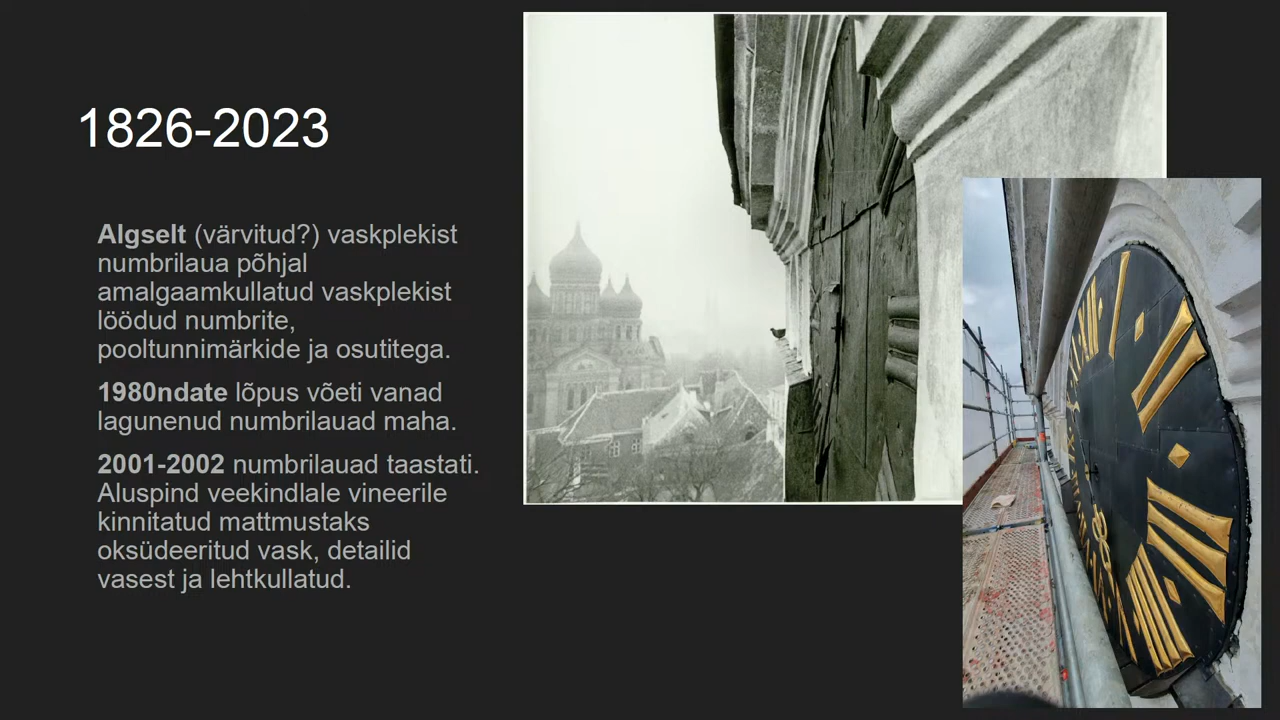 1826-2023
Algselt (värvitud?) vaskplekist
numbrilaua põhjal
amalgaamkullatud vaskplekist
löödud numbrite,
pooltunnimärkide ja osutitega.
1980ndate lõpus võeti vanad
lagunenud numbrilauad maha.
2001-2002 numbrilauad taastati.
Aluspind veekindlale vineerile
kinnitatud mattmustaks
oksüdeeritud vask, detailid
vasest ja lehtkullatud.